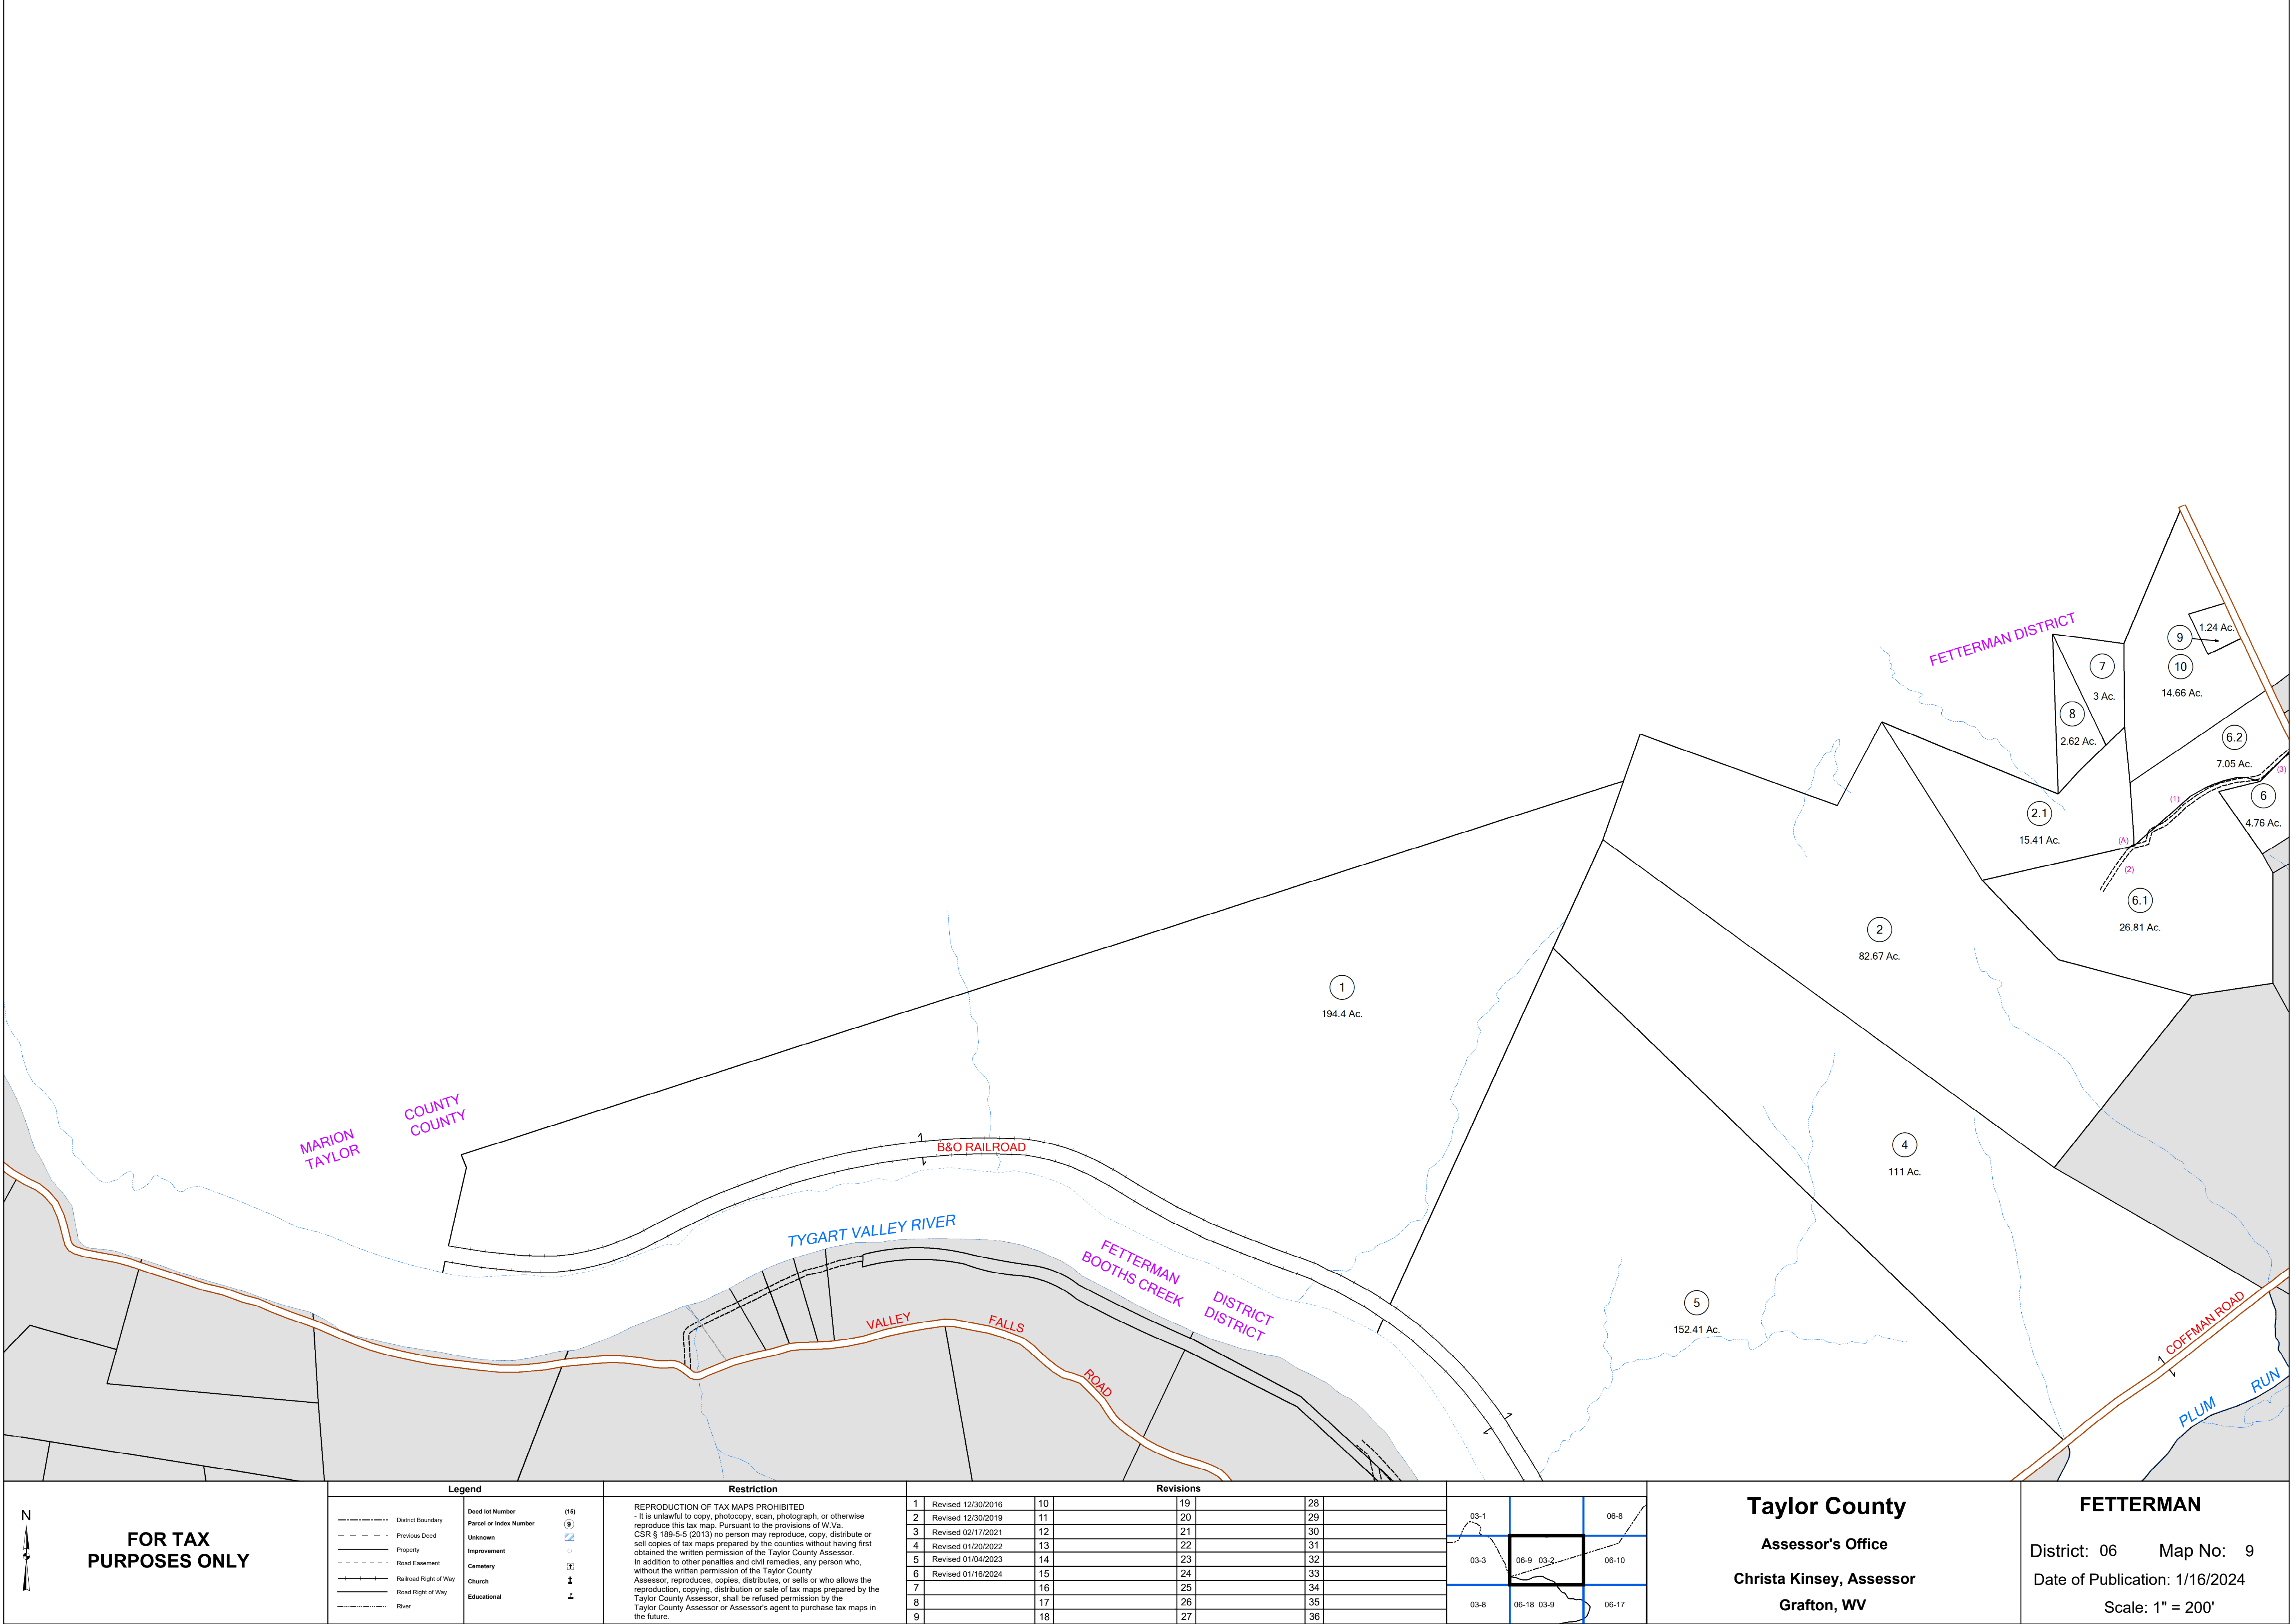 FETTERMAN DISTRICT
9
1.24 Ac.
10
14.66 Ac.
7
3 Ac.
8
2.62 Ac.
6.2
7.05 Ac.
(3)
(1)
6
4.76 Ac.
2.1
15.41 Ac.
(A)
(2)
6.1
26.81 Ac.
2
82.67 Ac.
1
194.4 Ac.
MARION COUNTY
TAYLOR COUNTY
B&O RAILROAD
4
111 Ac.
TYGART VALLEY RIVER
FETTERMAN DISTRICT
BOOTHS CREEK DISTRICT
5
152.41 Ac.
VALLEY FALLS ROAD
COFFMAN ROAD
PLUM RUN
N
FOR TAX
PURPOSES ONLY
Legend
District Boundary
Previous Deed
Property
Road Easement
Railroad Right of Way
Road Right of Way
River
Deed lot Number (15)
Parcel or Index Number 9
Unknown
Improvement
Cemetery
Church
Educational
Restriction
REPRODUCTION OF TAX MAPS PROHIBITED
- It is unlawful to copy, photocopy, scan, photograph, or otherwise
reproduce this tax map. Pursuant to the provisions of W.Va.
CSR § 189-5-5 (2013) no person may reproduce, copy, distribute or
sell copies of tax maps prepared by the counties without having first
obtained the written permission of the Taylor County Assessor.
In addition to other penalties and civil remedies, any person who,
without the written permission of the Taylor County
Assessor, reproduces, copies, distributes, or sells or who allows the
reproduction, copying, distribution or sale of tax maps prepared by the
Taylor County Assessor, shall be refused permission by the
Taylor County Assessor or Assessor's agent to purchase tax maps in
the future.
Revisions
1 Revised 12/30/2016 10 19 28
2 Revised 12/30/2019 11 20 29
3 Revised 02/17/2021 12 21 30
4 Revised 01/20/2022 13 22 31
5 Revised 01/04/2023 14 23 32
6 Revised 01/16/2024 15 24 33
7 16 25 34
8 17 26 35
9 18 27 36
03-1 06-8
03-3 06-9 03-2 06-10
03-8 06-18 03-9 06-17
Taylor County
Assessor's Office
Christa Kinsey, Assessor
Grafton, WV
FETTERMAN
District: 06 Map No: 9
Date of Publication: 1/16/2024
Scale: 1" = 200'